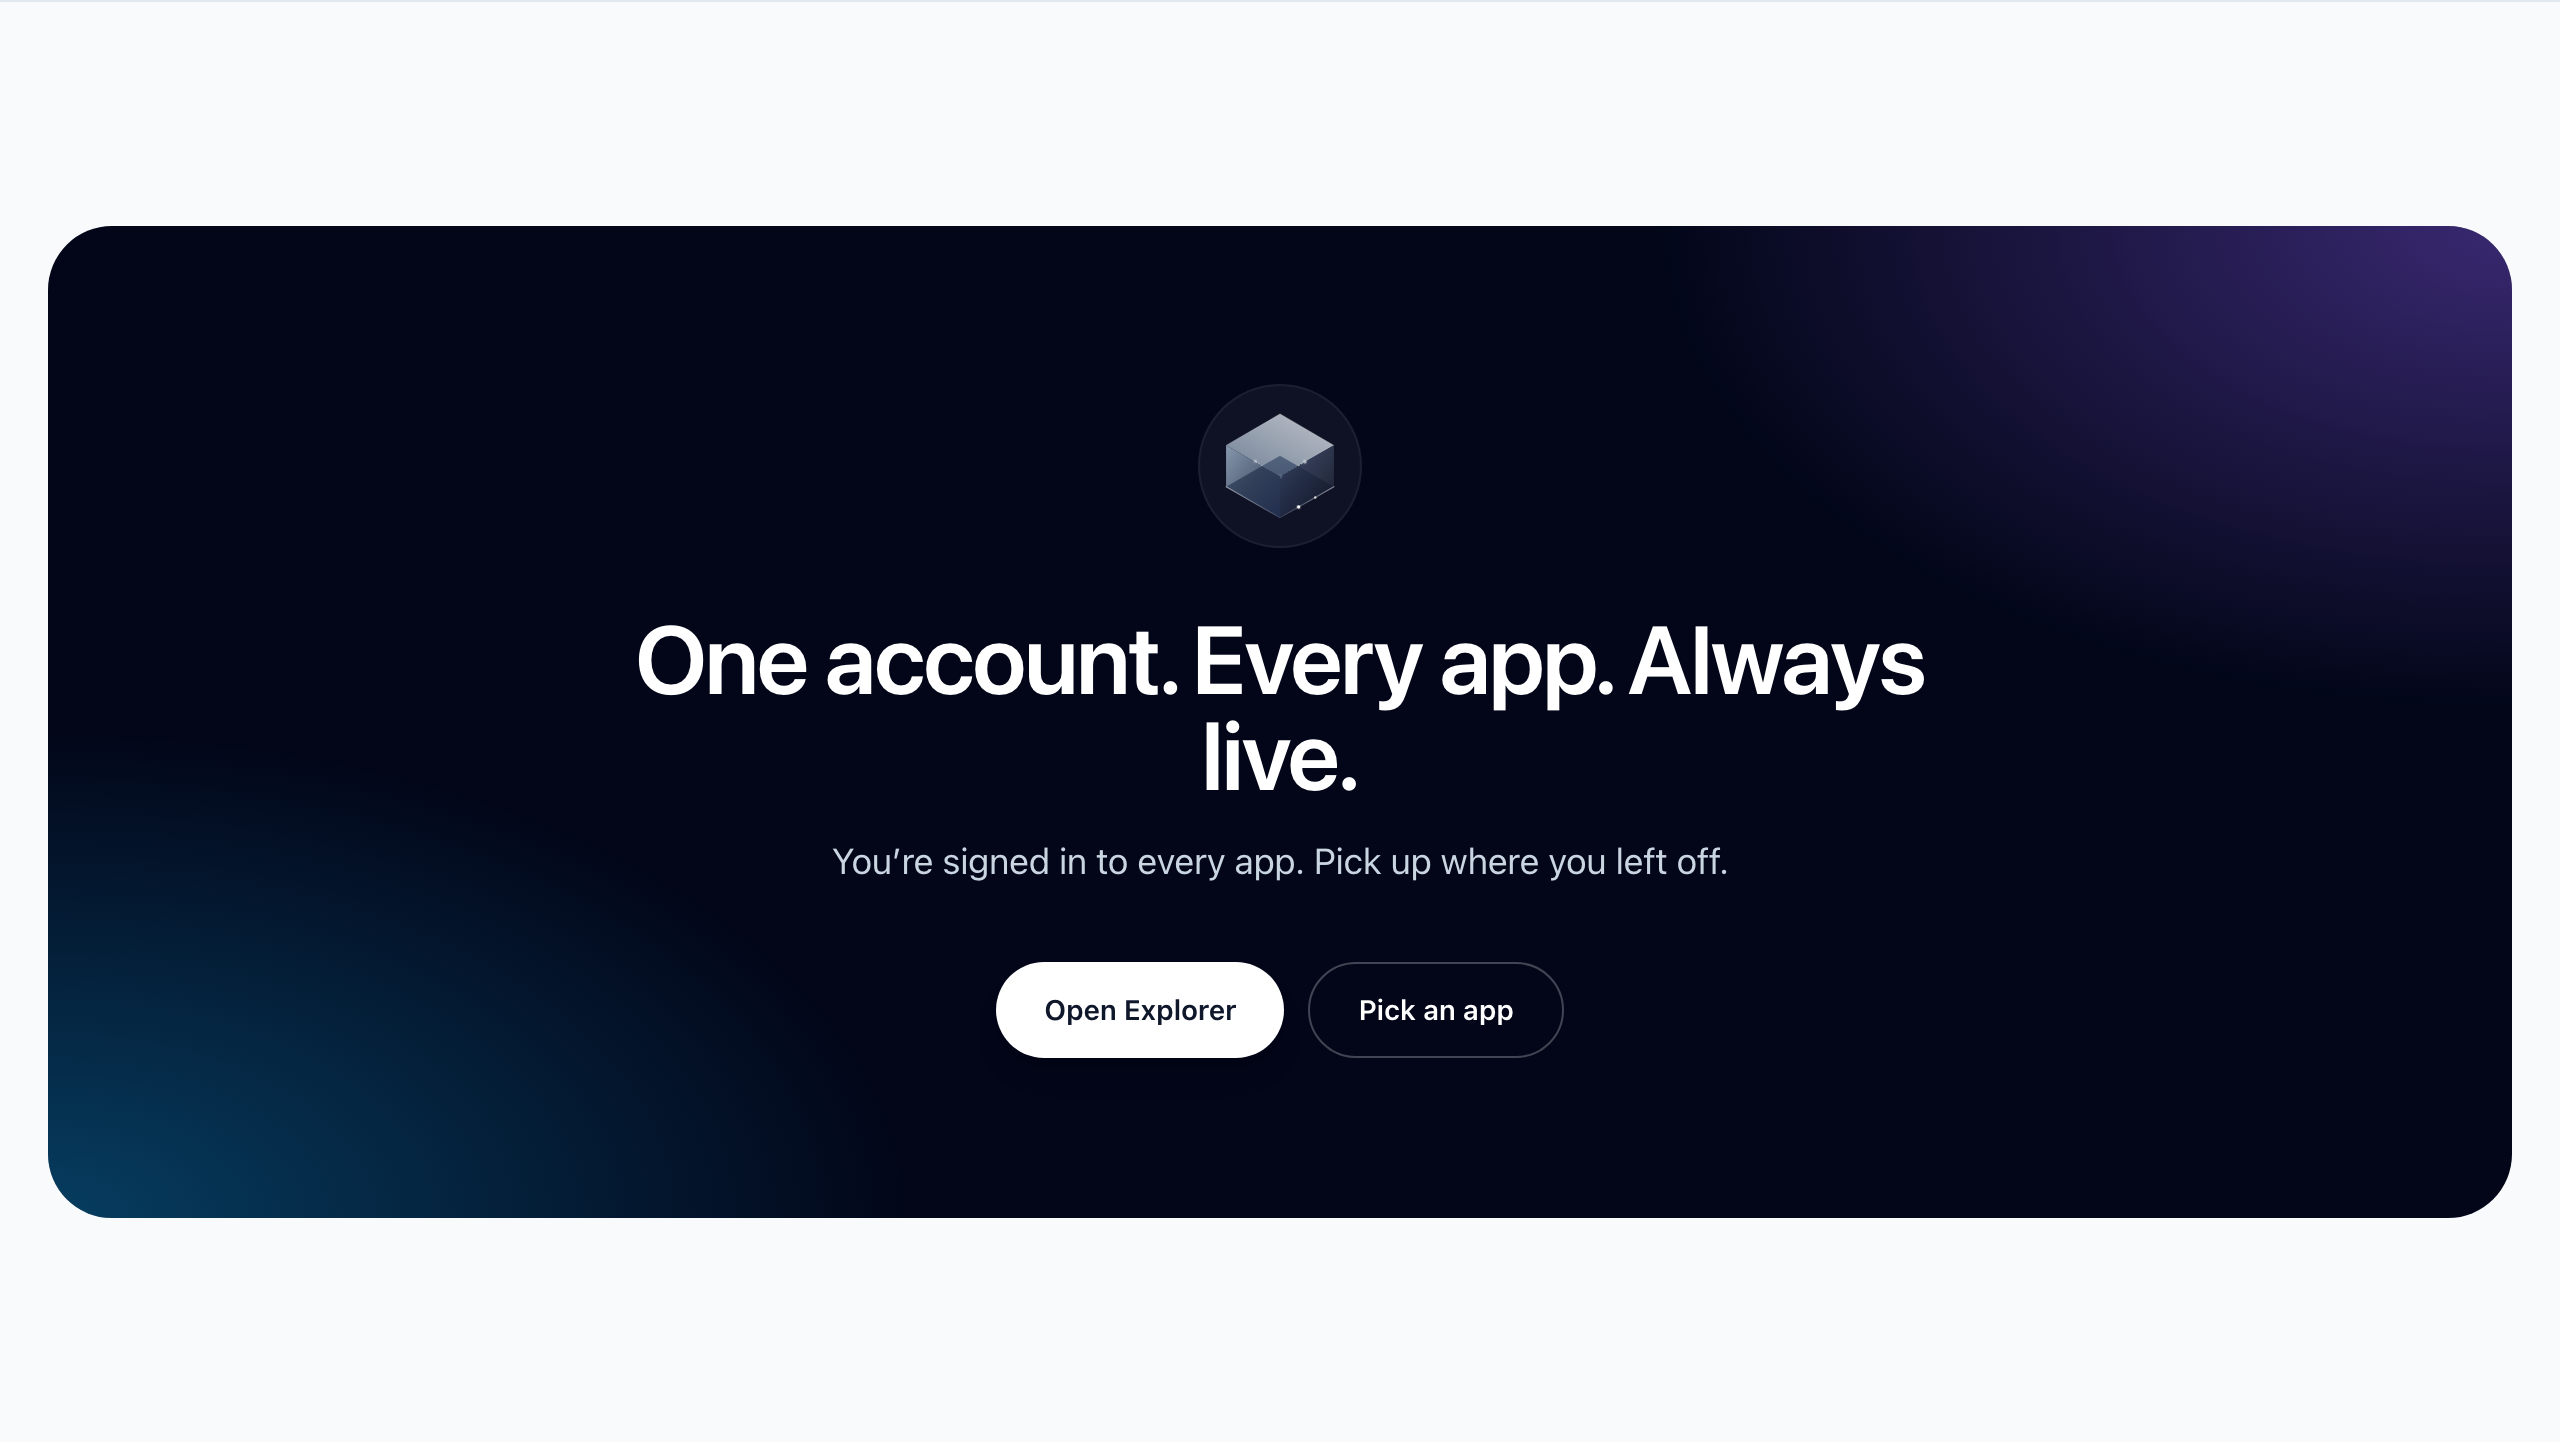 One account. Every app. Always
live.
You’re signed in to every app. Pick up where you left off.
Open Explorer
Pick an app